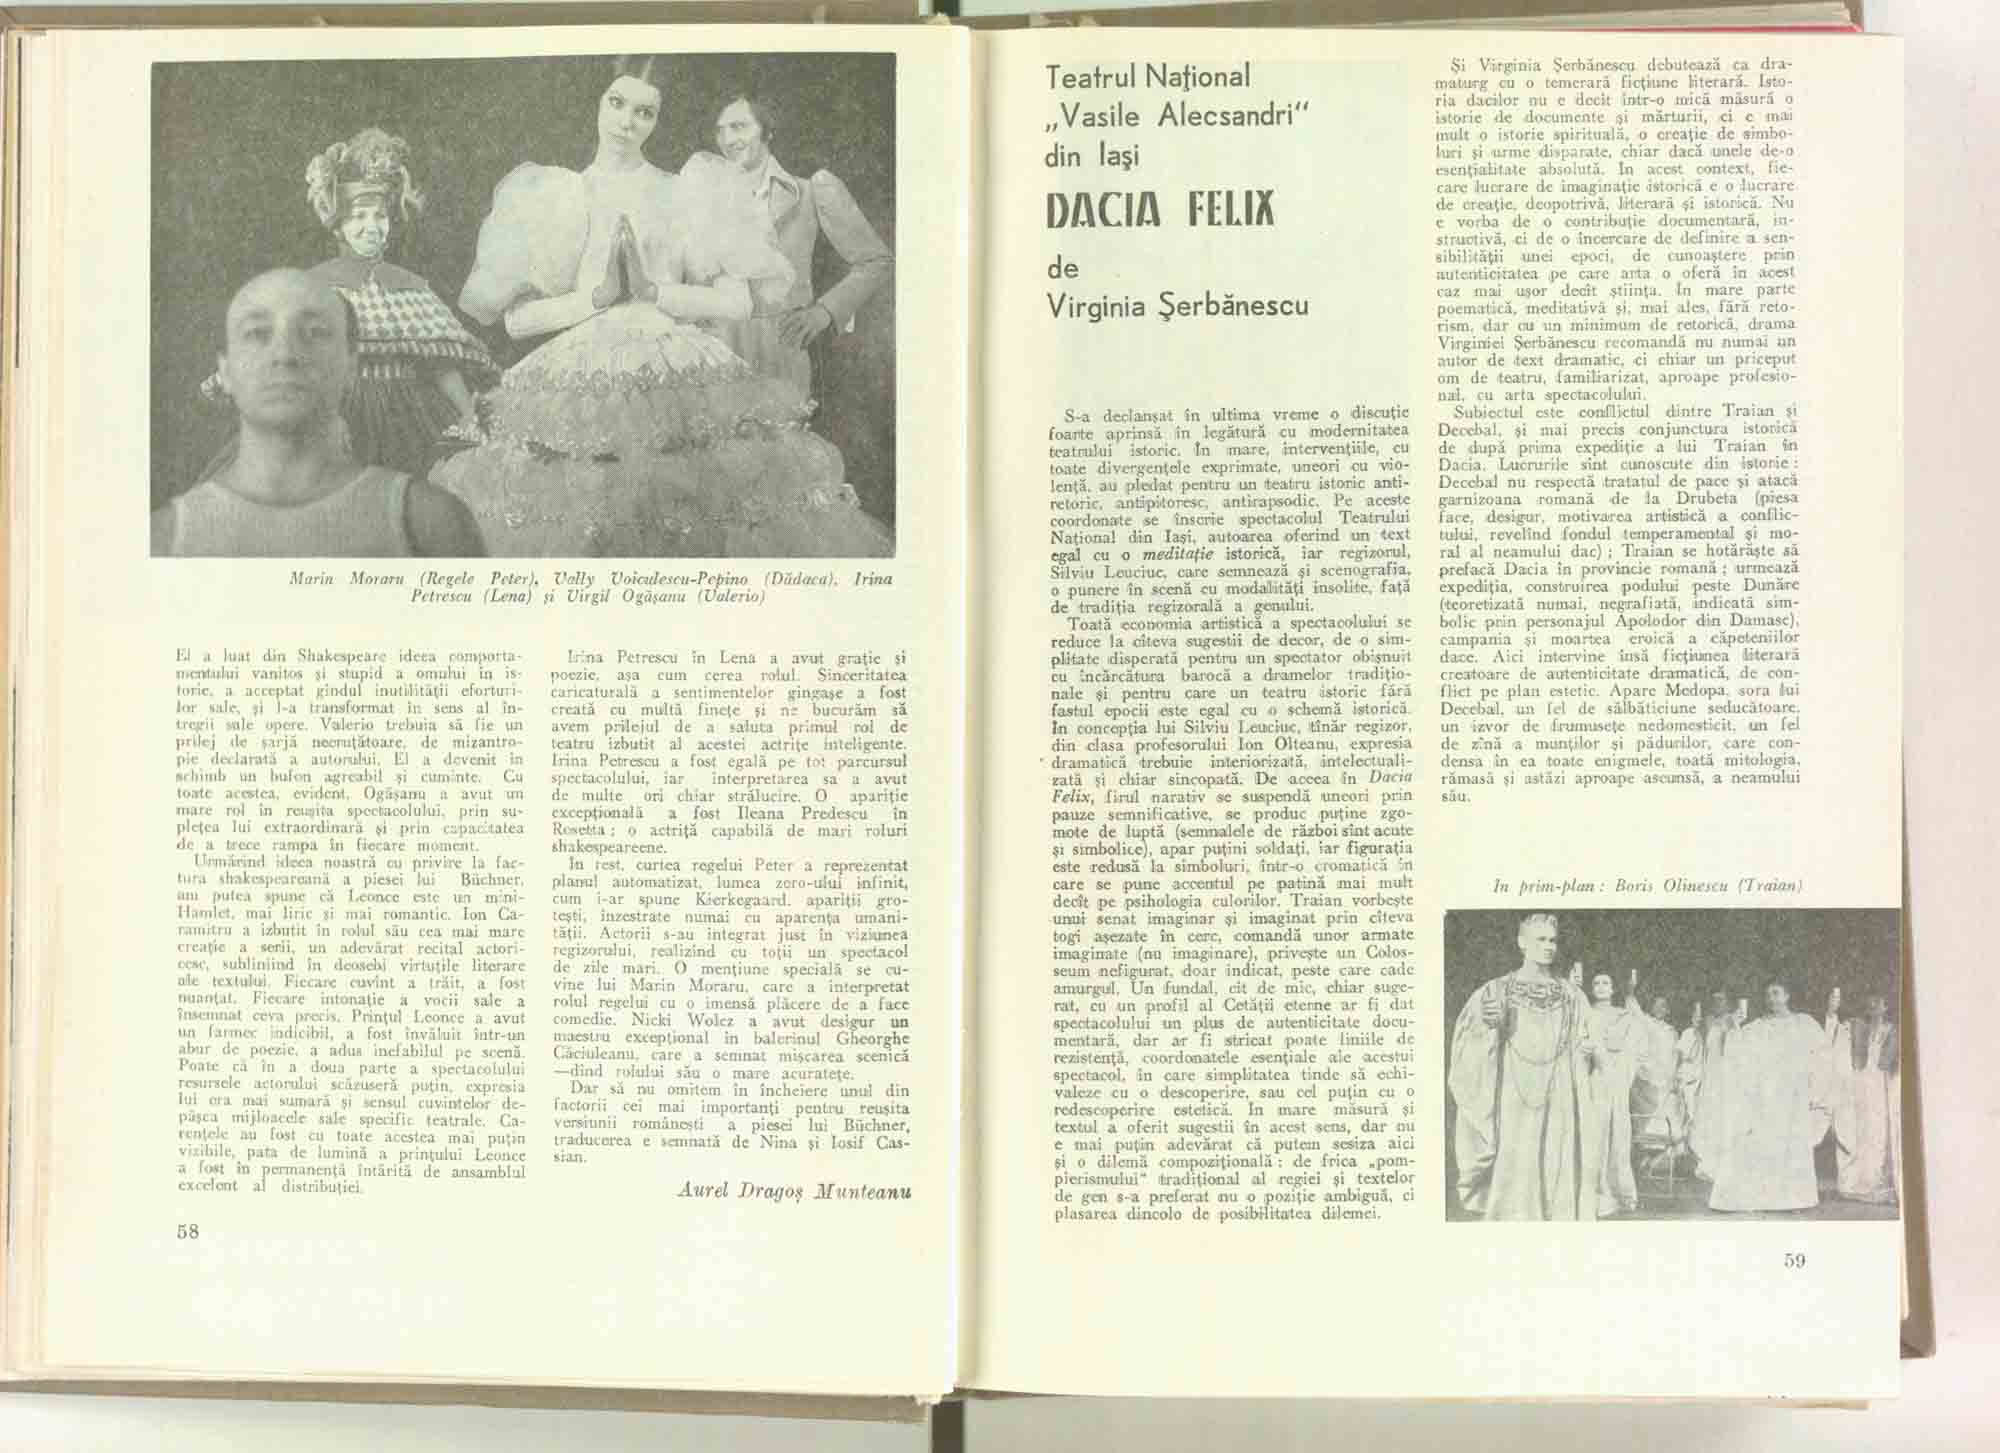 Marin Moraru (Regele Peter), Vally Voiculescu-Pepino (Dădaca), Irina
Petrescu (Lena) și Virgil Ogășanu (Valerio)
El a luat din Shakespeare ideea comporta-
mentului vanitos și stupid a omului în is-
torie, a acceptat gîndul inutilității eforturi-
lor sale, și l-a transformat în sens al în-
tregii sale opere. Valerio trebuia să fie un
prilej de șarjă necruțătoare, de mizantro-
pie declarată a autorului. El a devenit în
schimb un bufon agreabil și cuminte. Cu
toate acestea, evident, Ogășanu a avut un
mare rol în reușita spectacolului, prin su-
plețea lui extraordinară și prin capacitatea
de a trece rampa în fiecare moment.
Urmărind ideea noastră cu privire la fac-
tura shakespeareană a piesei lui Büchner,
am putea spune că Leonce este un mini-
Hamlet, mai liric și mai romantic. Ion Ca-
ramitru a izbutit în rolul său cea mai mare
creație a serii, un adevărat recital actori-
cesc, subliniind în deosebi virtuțile literare
ale textului. Fiecare cuvînt a trăit, a fost
nuanțat. Fiecare intonație a vocii sale a
însemnat ceva precis. Prințul Leonce a avut
un farmec indicibil, a fost învăluit într-un
abur de poezie, a adus inefabilul pe scenă.
Poate că în a doua parte a spectacolului
resursele actorului scăzuseră puțin, expresia
lui era mai sumară și sensul cuvintelor de-
pășea mijloacele sale specific teatrale. Ca-
rențele au fost cu toate acestea mai puțin
vizibile, pata de lumină a prințului Leonce
a fost în permanență întărită de ansamblul
excelent al distribuției.
Irina Petrescu în Lena a avut grație și
poezie, așa cum cerea rolul. Sinceritatea
caricaturală a sentimentelor gingașe a fost
creată cu multă finețe și ne bucurăm să
avem prilejul de a saluta primul rol de
teatru izbutit al acestei actrițe inteligente.
Irina Petrescu a fost egală pe tot parcursul
spectacolului, iar interpretarea sa a avut
de multe ori chiar strălucire. O apariție
excepțională a fost Ileana Predescu în
Rosetta ; o actriță capabilă de mari roluri
shakespeareene.
În rest, curtea regelui Peter a reprezentat
planul automatizat, lumea zero-ului infinit,
cum i-ar spune Kierkegaard, apariții gro-
tești, înzestrate numai cu aparența umani-
tății. Actorii s-au integrat just în viziunea
regizorului, realizînd cu toții un spectacol
de zile mari. O mențiune specială se cu-
vine lui Marin Moraru, care a interpretat
rolul regelui cu o imensă plăcere de a face
comedie. Nicki Wolcz a avut desigur un
maestru excepțional în balerinul Gheorghe
Căciuleanu, care a semnat mișcarea scenică
—dînd rolului său o mare acuratețe.
Dar să nu omitem în încheiere unul din
factorii cei mai importanți pentru reușita
versiunii românești a piesei lui Büchner,
traducerea e semnată de Nina și Iosif Cas-
sian.
Aurel Dragoș Munteanu
58
Teatrul Național
„Vasile Alecsandri“
din Iași
DACIA FELIX
de
Virginia Șerbănescu
S-a declanșat în ultima vreme o discuție
foarte aprinsă în legătură cu modernitatea
teatrului istoric. În mare, intervențiile, cu
toate divergențele exprimate, uneori cu vio-
lență, au pledat pentru un teatru istoric anti-
retoric, antipitoresc, antirapsodic. Pe aceste
coordonate se înscrie spectacolul Teatrului
Național din Iași, autoarea oferind un text
egal cu o meditație istorică, iar regizorul,
Silviu Leuciuc, care semnează și scenografia,
o punere în scenă cu modalități insolite, față
de tradiția regizorală a genului.
Toată economia artistică a spectacolului se
reduce la cîteva sugestii de decor, de o sim-
plitate disperată pentru un spectator obișnuit
cu încărcătura barocă a dramelor tradițio-
nale și pentru care un teatru istoric fără
fastul epocii este egal cu o schemă istorică.
În concepția lui Silviu Leuciuc, tînăr regizor,
din clasa profesorului Ion Olteanu, expresia
dramatică trebuie interiorizată, intelectuali-
zată și chiar sincopată. De aceea în Dacia
Felix, firul narativ se suspendă uneori prin
pauze semnificative, se produc puține zgo-
mote de luptă (semnalele de război sînt acute
și simbolice), apar puțini soldați, iar figurația
este redusă la simboluri, într-o cromatică în
care se pune accentul pe patină mai mult
decît pe psihologia culorilor. Traian vorbește
unui senat imaginar și imaginat prin cîteva
togi așezate în cerc, comandă unor armate
imaginate (nu imaginare), privește un Colos-
seum nefigurat, doar indicat, peste care cade
amurgul. Un fundal, cît de mic, chiar suge-
rat, cu un profil al Cetății eterne ar fi dat
spectacolului un plus de autenticitate docu-
mentară, dar ar fi stricat poate liniile de
rezistență, coordonatele esențiale ale acestui
spectacol, în care simplitatea tinde să echi-
valeze cu o descoperire, sau cel puțin cu o
redescoperire estetică. În mare măsură și
textul a oferit sugestii în acest sens, dar nu
e mai puțin adevărat că putem sesiza aici
și o dilemă compozițională : de frica „pom-
pierismului“ tradițional al regiei și textelor
de gen s-a preferat nu o poziție ambiguă, ci
plasarea dincolo de posibilitatea dilemei.
Și Virginia Șerbănescu debutează ca dra-
maturg cu o temerară ficțiune literară. Isto-
ria dacilor nu e decît într-o mică măsură o
istorie de documente și mărturii, ci e mai
mult o istorie spirituală, o creație de simbo-
luri și urme disparate, chiar dacă unele de-o
esențialitate absolută. În acest context, fie-
care lucrare de imaginație istorică e o lucrare
de creație, deopotrivă, literară și istorică. Nu
e vorba de o contribuție documentară, in-
structivă, ci de o încercare de definire a sen-
sibilității unei epoci, de cunoaștere prin
autenticitatea pe care arta o oferă în acest
caz mai ușor decît știința. În mare parte
poematică, meditativă și, mai ales, fără reto-
rism, dar cu un minimum de retorică, drama
Virginiei Șerbănescu recomandă nu numai un
autor de text dramatic, ci chiar un priceput
om de teatru, familiarizat, aproape profesio-
nal, cu arta spectacolului.
Subiectul este conflictul dintre Traian și
Decebal, și mai precis conjunctura istorică
de după prima expediție a lui Traian în
Dacia. Lucrurile sînt cunoscute din istorie :
Decebal nu respectă tratatul de pace și atacă
garnizoana romană de la Drubeta (piesa
face, desigur, motivarea artistică a conflic-
tului, revelînd fondul temperamental și mo-
ral al neamului dac) ; Traian se hotărăște să
prefacă Dacia în provincie romană ; urmează
expediția, construirea podului peste Dunăre
(teoretizată numai, negrafiată, indicată sim-
bolic prin personajul Apolodor din Damasc),
campania și moartea eroică a căpeteniilor
dace. Aici intervine însă ficțiunea literară
creatoare de autenticitate dramatică, de con-
flict pe plan estetic. Apare Medopa, sora lui
Decebal, un fel de sălbăticiune seducătoare,
un izvor de frumusețe nedomesticit, un fel
de zînă a munților și pădurilor, care con-
densa în ea toate enigmele, toată mitologia,
rămasă și astăzi aproape ascunsă, a neamului
său.
In prim-plan : Boris Olinescu (Traian)
59